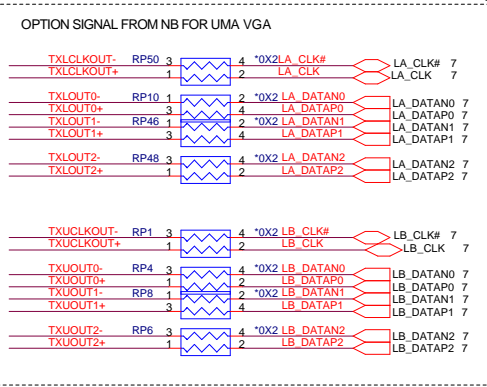 OPTION SIGNAL FROM NB FOR UMA VGA
TXLCLKOUT- RP50 3 4 *0X2 LA_CLK# LA_CLK# 7
TXLCLKOUT+ 1 2 LA_CLK LA_CLK 7
TXLOUT0- RP10 1 2 *0X2 LA_DATAN0 LA_DATAN0 7
TXLOUT0+ 3 4 LA_DATAP0 LA_DATAP0 7
TXLOUT1- RP46 1 2 *0X2 LA_DATAN1 LA_DATAN1 7
TXLOUT1+ 3 4 LA_DATAP1 LA_DATAP1 7
TXLOUT2- RP48 3 4 *0X2 LA_DATAN2 LA_DATAN2 7
TXLOUT2+ 1 2 LA_DATAP2 LA_DATAP2 7
TXUCLKOUT- RP1 3 4 *0X2 LB_CLK# LB_CLK# 7
TXUCLKOUT+ 1 2 LB_CLK LB_CLK 7
TXUOUT0- RP4 3 4 *0X2 LB_DATAN0 LB_DATAN0 7
TXUOUT0+ 1 2 LB_DATAP0 LB_DATAP0 7
TXUOUT1- RP8 1 2 *0X2 LB_DATAN1 LB_DATAN1 7
TXUOUT1+ 3 4 LB_DATAP1 LB_DATAP1 7
TXUOUT2- RP6 3 4 *0X2 LB_DATAN2 LB_DATAN2 7
TXUOUT2+ 1 2 LB_DATAP2 LB_DATAP2 7